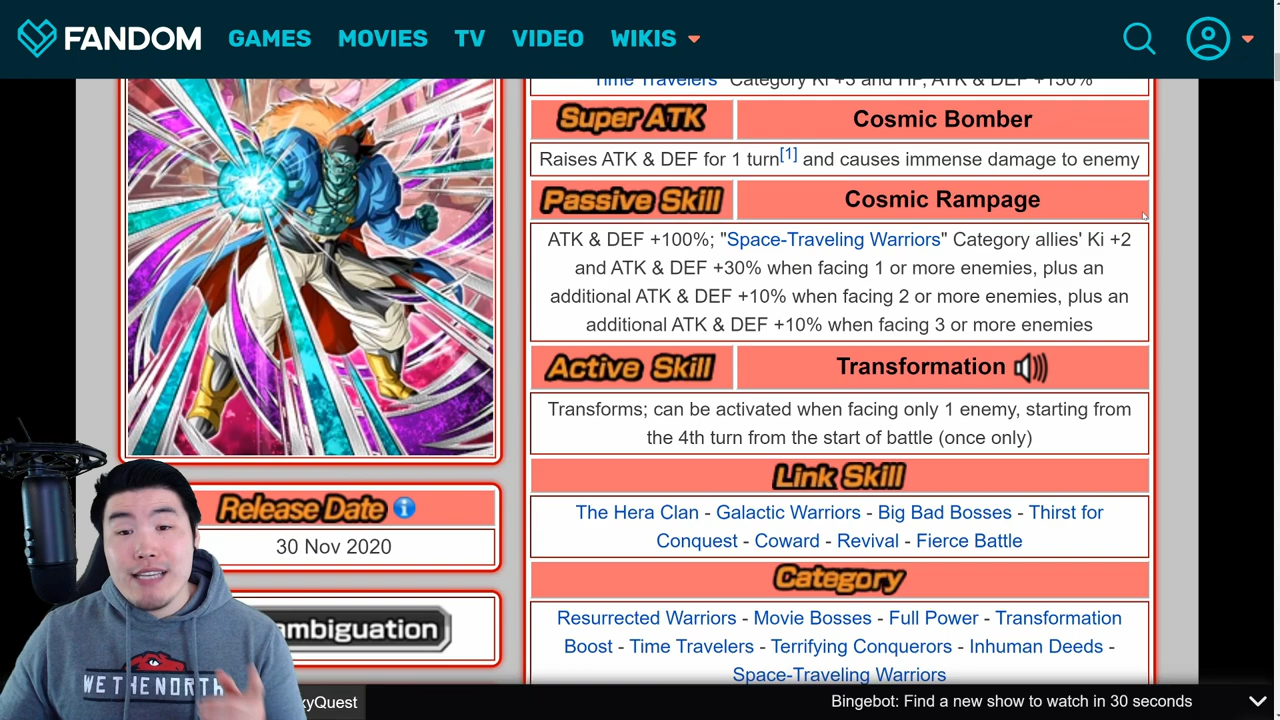 FANDOM GAMES MOVIES TV VIDEO WIKIS
Time Travelers" Category Ki +3 and HP, ATK & DEF +150%
Super ATK Cosmic Bomber
Raises ATK & DEF for 1 turn[1] and causes immense damage to enemy
Passive Skill Cosmic Rampage
ATK & DEF +100%; "Space-Traveling Warriors" Category allies' Ki +2
and ATK & DEF +30% when facing 1 or more enemies, plus an
additional ATK & DEF +10% when facing 2 or more enemies, plus an
additional ATK & DEF +10% when facing 3 or more enemies
Active Skill Transformation
Transforms; can be activated when facing only 1 enemy, starting from
the 4th turn from the start of battle (once only)
Link Skill
The Hera Clan - Galactic Warriors - Big Bad Bosses - Thirst for
Conquest - Coward - Revival - Fierce Battle
Category
Resurrected Warriors - Movie Bosses - Full Power - Transformation
Boost - Time Travelers - Terrifying Conquerors - Inhuman Deeds -
Space-Traveling Warriors
Release Date i
30 Nov 2020
ambiguation
WE THE NORTH
xyQuest
Bingebot: Find a new show to watch in 30 seconds